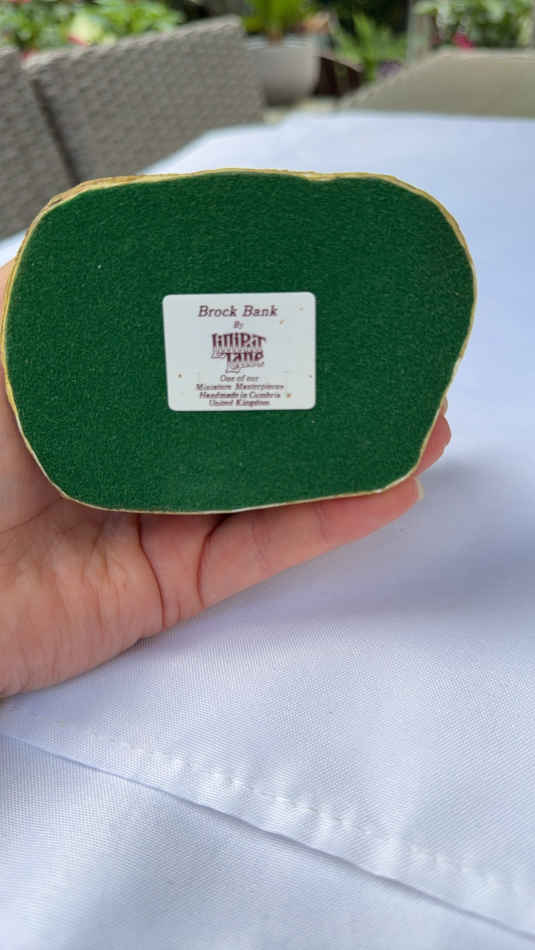 Brock Bank
By
Lilliput
Lane
One of our
Miniature Masterpieces
Handmade in Cumbria
United Kingdom